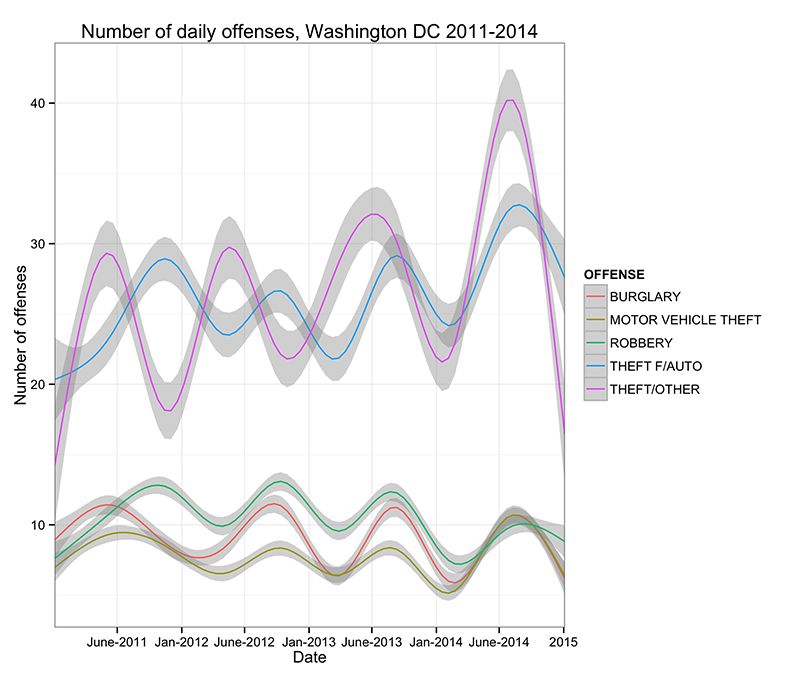 Number of daily offenses, Washington DC 2011-2014
Number of offenses
40
30
20
10
June-2011 Jan-2012 June-2012 Jan-2013 June-2013 Jan-2014 June-2014 2015
Date
OFFENSE
BURGLARY
MOTOR VEHICLE THEFT
ROBBERY
THEFT F/AUTO
THEFT/OTHER